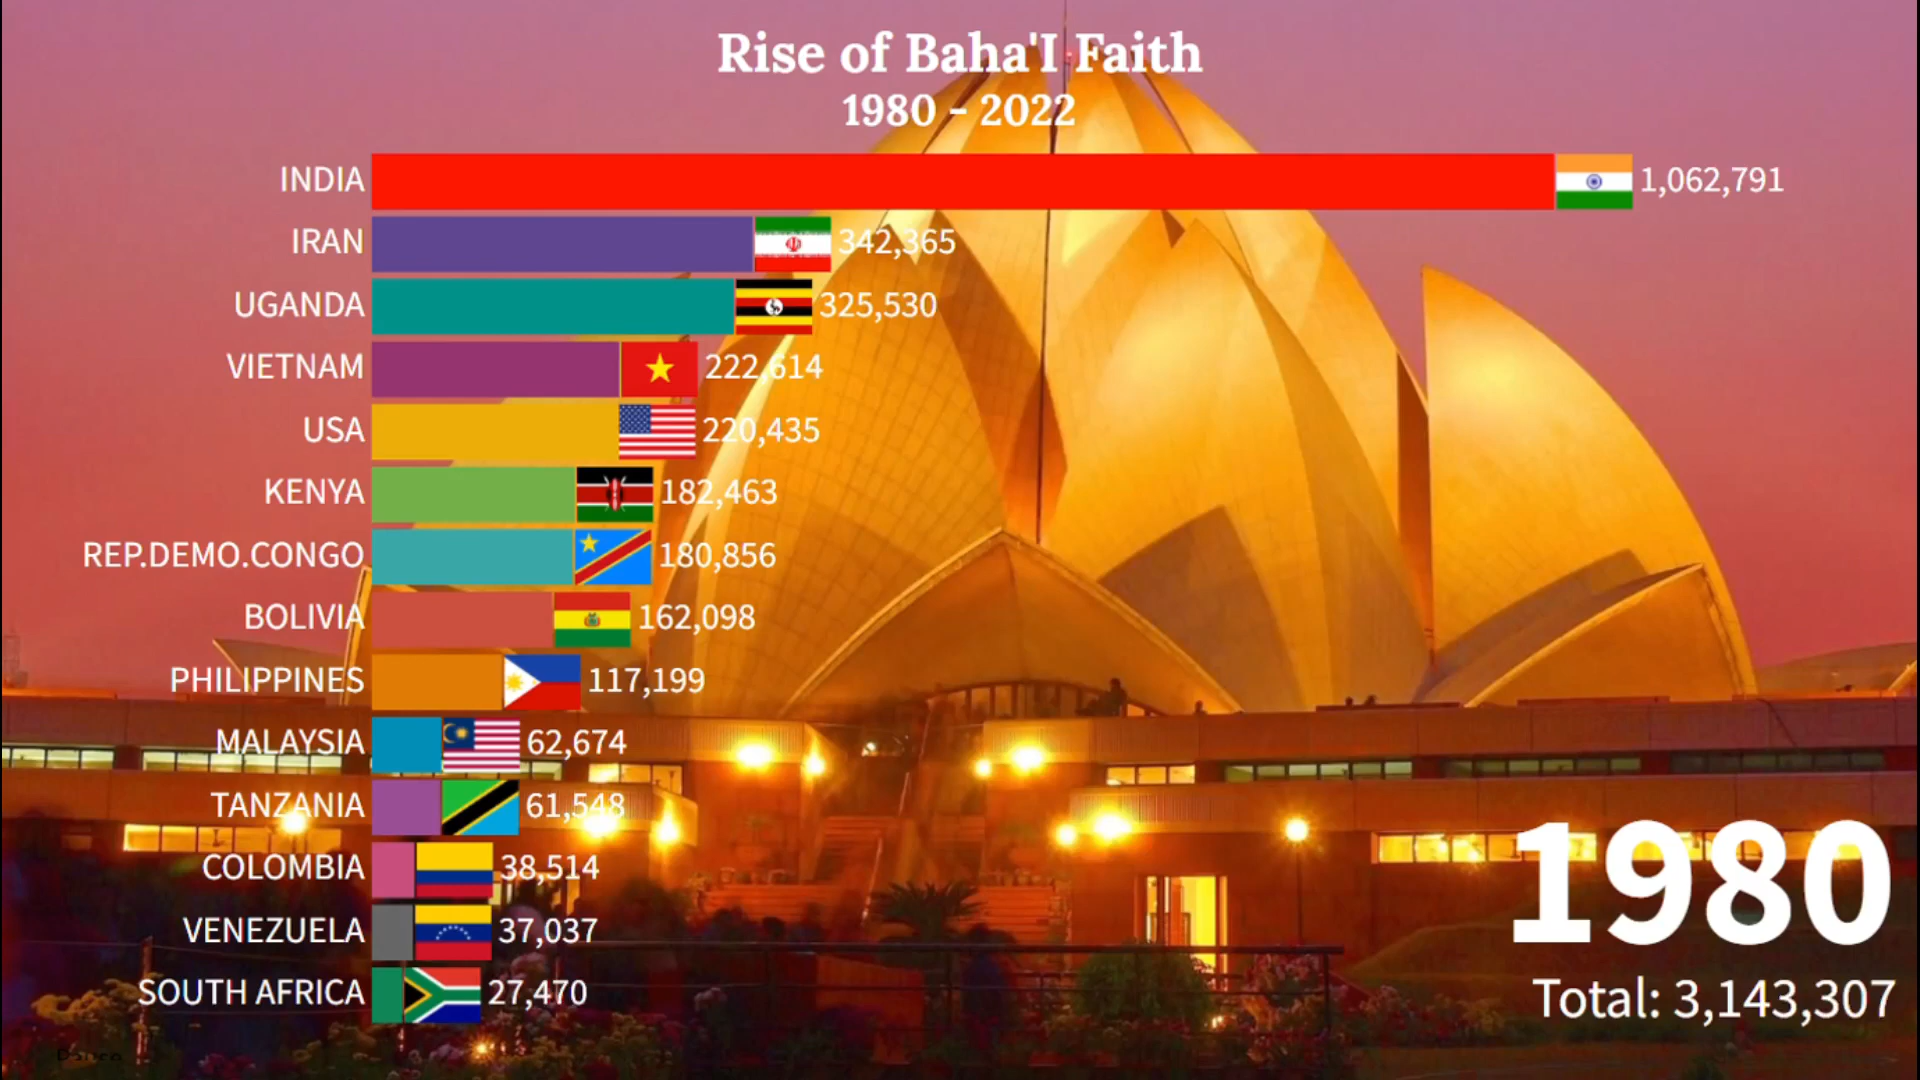 Rise of Baha'I Faith
1980 - 2022
INDIA 1,062,791
IRAN 342,365
UGANDA 325,530
VIETNAM 222,614
USA 220,435
KENYA 182,463
REP.DEMO.CONGO 180,856
BOLIVIA 162,098
PHILIPPINES 117,199
MALAYSIA 62,674
TANZANIA 61,548
COLOMBIA 38,514
VENEZUELA 37,037
SOUTH AFRICA 27,470
1980
Total: 3,143,307